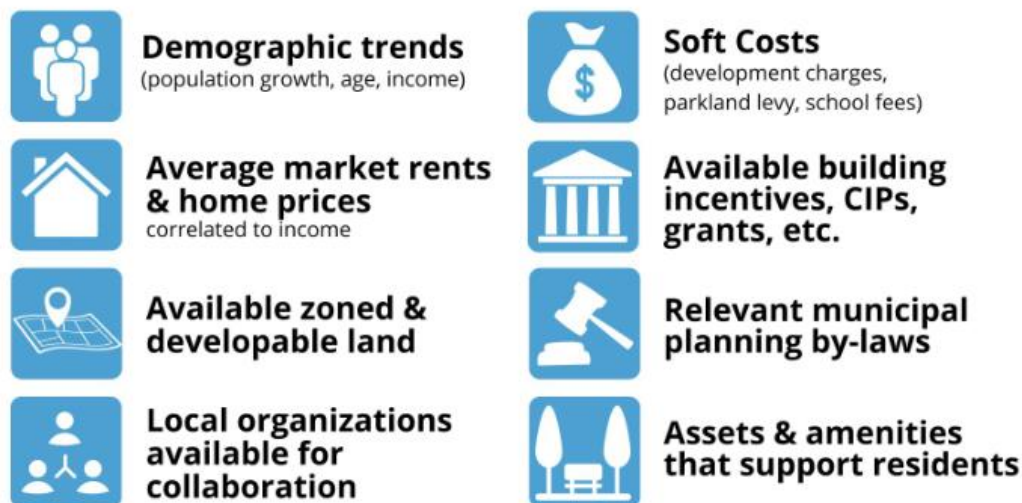 Demographic trends
(population growth, age, income)
Average market rents
& home prices
correlated to income
Available zoned &
developable land
Local organizations
available for
collaboration
Soft Costs
(development charges,
parkland levy, school fees)
$
Available building
incentives, CIPs,
grants, etc.
Relevant municipal
planning by-laws
Assets & amenities
that support residents